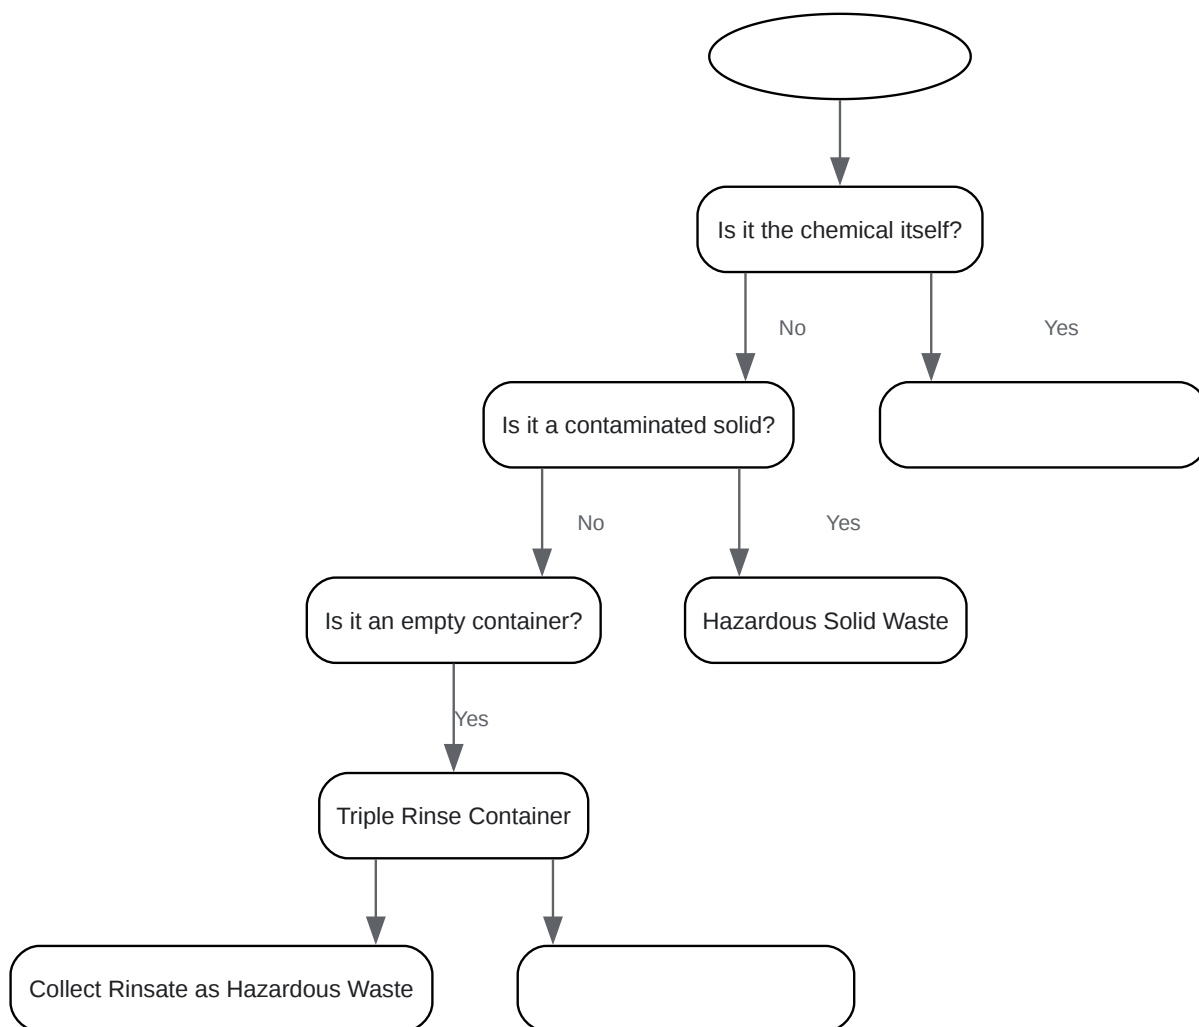 Is it the chemical itself?
No
Yes
Is it a contaminated solid?
No
Yes
Is it an empty container?
Hazardous Solid Waste
Yes
Triple Rinse Container
Collect Rinsate as Hazardous Waste